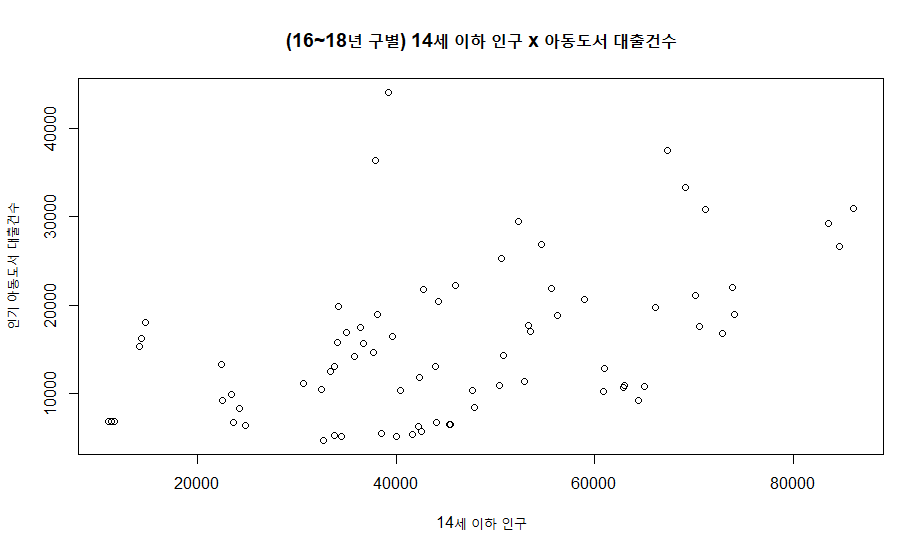 (16~18년 구별) 14세 이하 인구 x 아동도서 대출건수
40000
30000
20000
10000
인기 아동도서 대출건수
20000 40000 60000 80000
14세 이하 인구